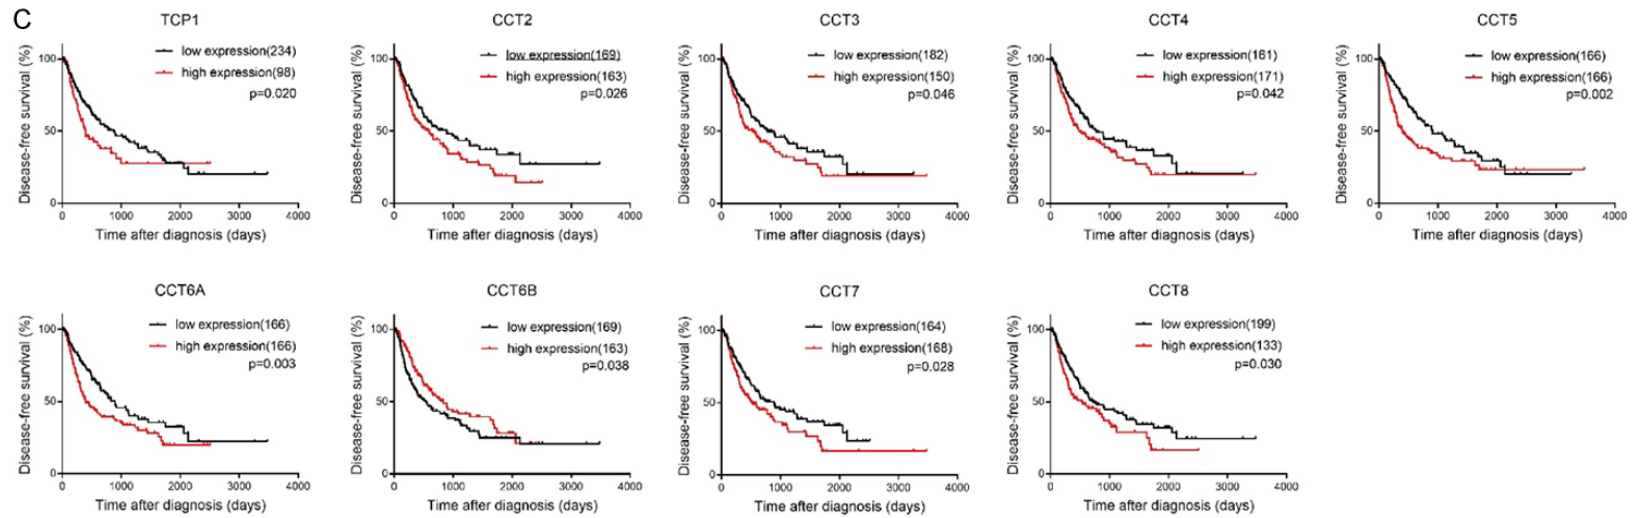 C
TCP1
low expression(234)
high expression(98)
p=0.020
Disease-free survival (%)
100
50
0
0 1000 2000 3000 4000
Time after diagnosis (days)
CCT2
low expression(169)
high expression(163)
p=0.026
Disease-free survival (%)
100
50
0
0 1000 2000 3000 4000
Time after diagnosis (days)
CCT3
low expression(182)
high expression(150)
p=0.046
Disease-free survival (%)
100
50
0
0 1000 2000 3000 4000
Time after diagnosis (days)
CCT4
low expression(161)
high expression(171)
p=0.042
Disease-free survival (%)
100
50
0
0 1000 2000 3000 4000
Time after diagnosis (days)
CCT5
low expression(166)
high expression(166)
p=0.002
Disease-free survival (%)
100
50
0
0 1000 2000 3000 4000
Time after diagnosis (days)
CCT6A
low expression(166)
high expression(166)
p=0.003
Disease-free survival (%)
100
50
0
0 1000 2000 3000 4000
Time after diagnosis (days)
CCT6B
low expression(169)
high expression(163)
p=0.038
Disease-free survival (%)
100
50
0
0 1000 2000 3000 4000
Time after diagnosis (days)
CCT7
low expression(164)
high expression(168)
p=0.028
Disease-free survival (%)
100
50
0
0 1000 2000 3000 4000
Time after diagnosis (days)
CCT8
low expression(199)
high expression(133)
p=0.030
Disease-free survival (%)
100
50
0
0 1000 2000 3000 4000
Time after diagnosis (days)